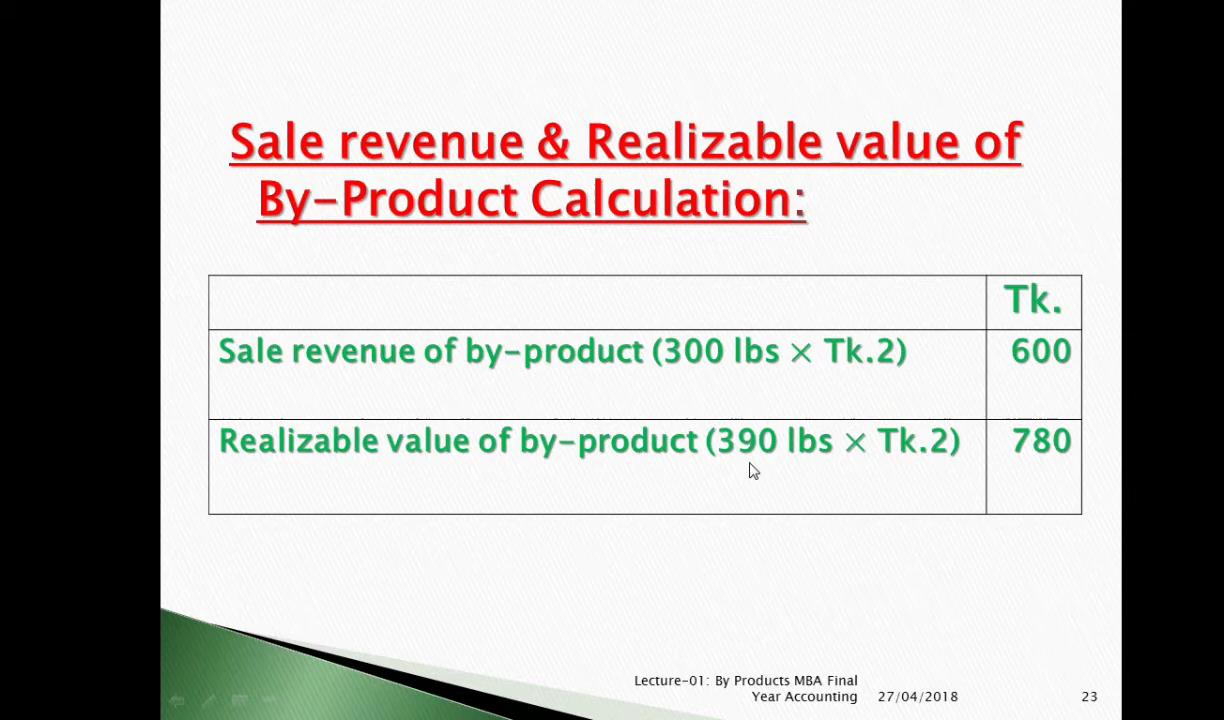 Sale revenue & Realizable value of
By-Product Calculation:
Tk.
Sale revenue of by-product (300 lbs × Tk.2) 600
Realizable value of by-product (390 lbs × Tk.2) 780
Lecture-01: By Products MBA Final
Year Accounting 27/04/2018 23